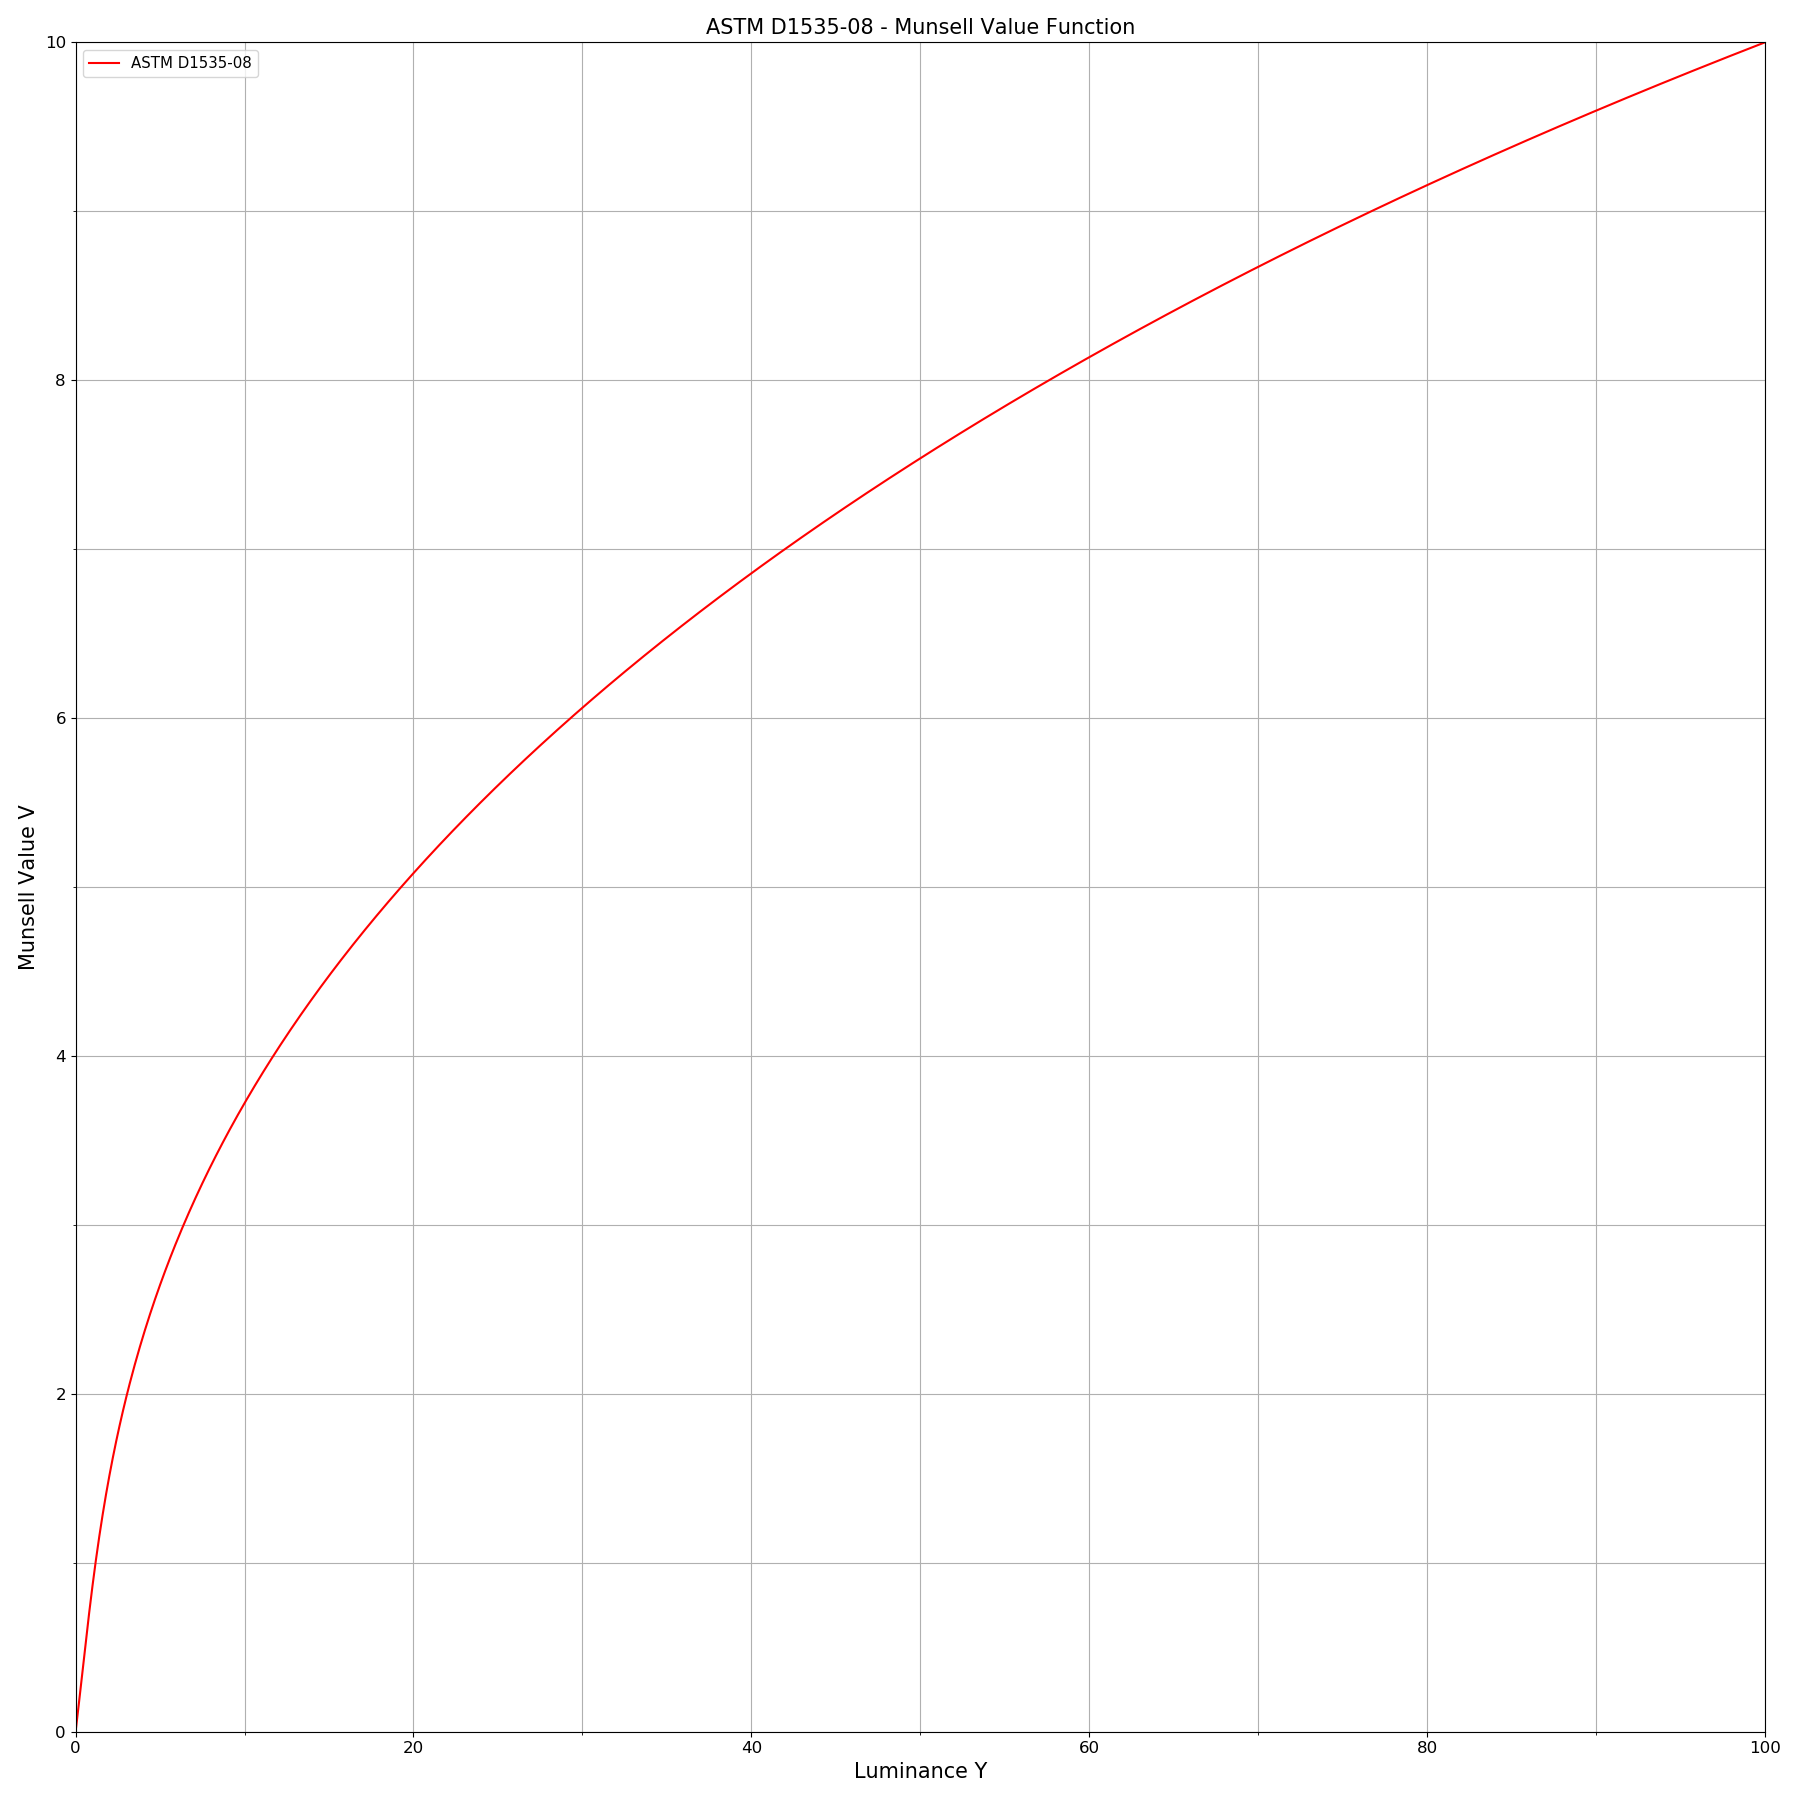 ASTM D1535-08 - Munsell Value Function
ASTM D1535-08
10
8
6
4
2
0
Munsell Value V
0 20 40 60 80 100
Luminance Y